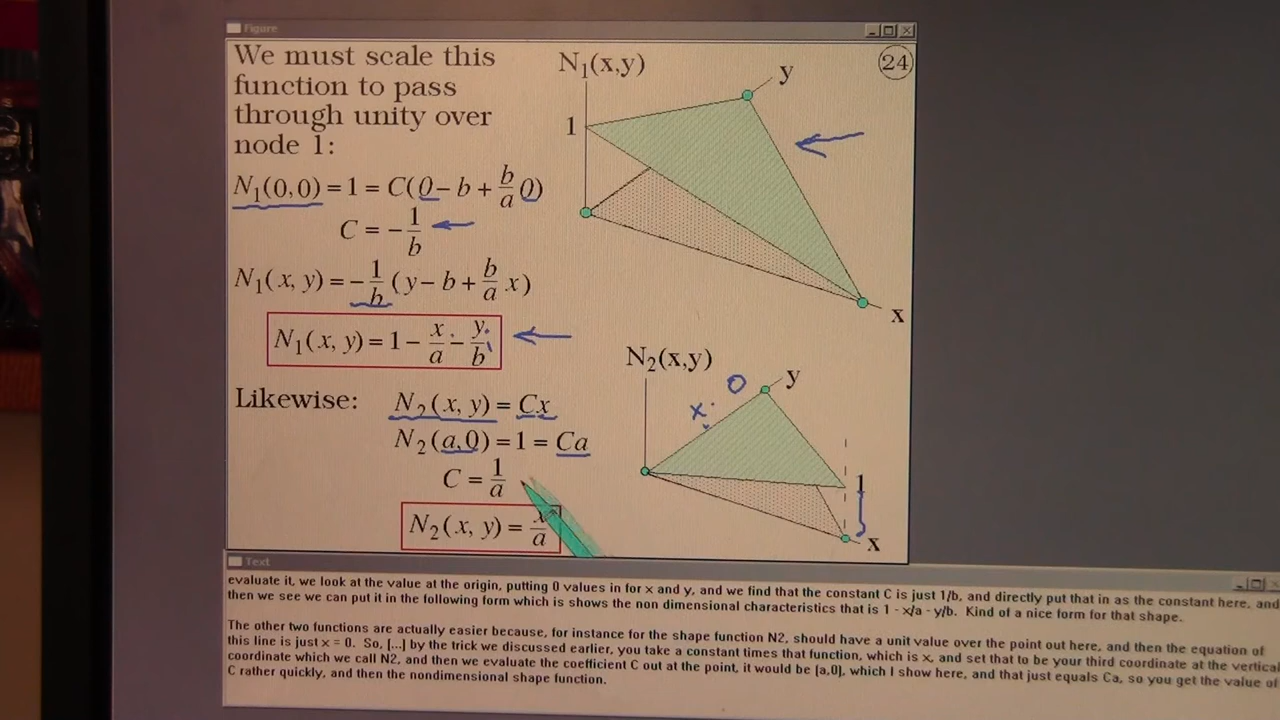 Figure
We must scale this
function to pass
through unity over
node 1:
N₁(0,0) = 1 = C(0 − b + b/a 0)
C = −1/b
N₁(x, y) = −1/b (y − b + b/a x)
N₁(x, y) = 1 − x/a − y/b
Likewise: N₂(x, y) = Cx
N₂(a,0) = 1 = Ca
C = 1/a
N₂(x, y) = x/a
N₁(x,y)
y
24
1
x
N₂(x,y)
0
y
x
1
x
Text
evaluate it, we look at the value at the origin, putting 0 values in for x and y, and we find that the constant C is just 1/b, and directly put that in as the constant here, and
then we see we can put it in the following form which is shows the non dimensional characteristics that is 1 - x/a - y/b. Kind of a nice form for that shape.
The other two functions are actually easier because, for instance for the shape function N2, should have a unit value over the point out here, and then the equation of
this line is just x = 0. So, [...] by the trick we discussed earlier, you take a constant times that function, which is x, and set that to be your third coordinate at the vertical
coordinate which we call N2, and then we evaluate the coefficient C out at the point, it would be [a,0], which I show here, and that just equals Ca, so you get the value of
C rather quickly, and then the nondimensional shape function.